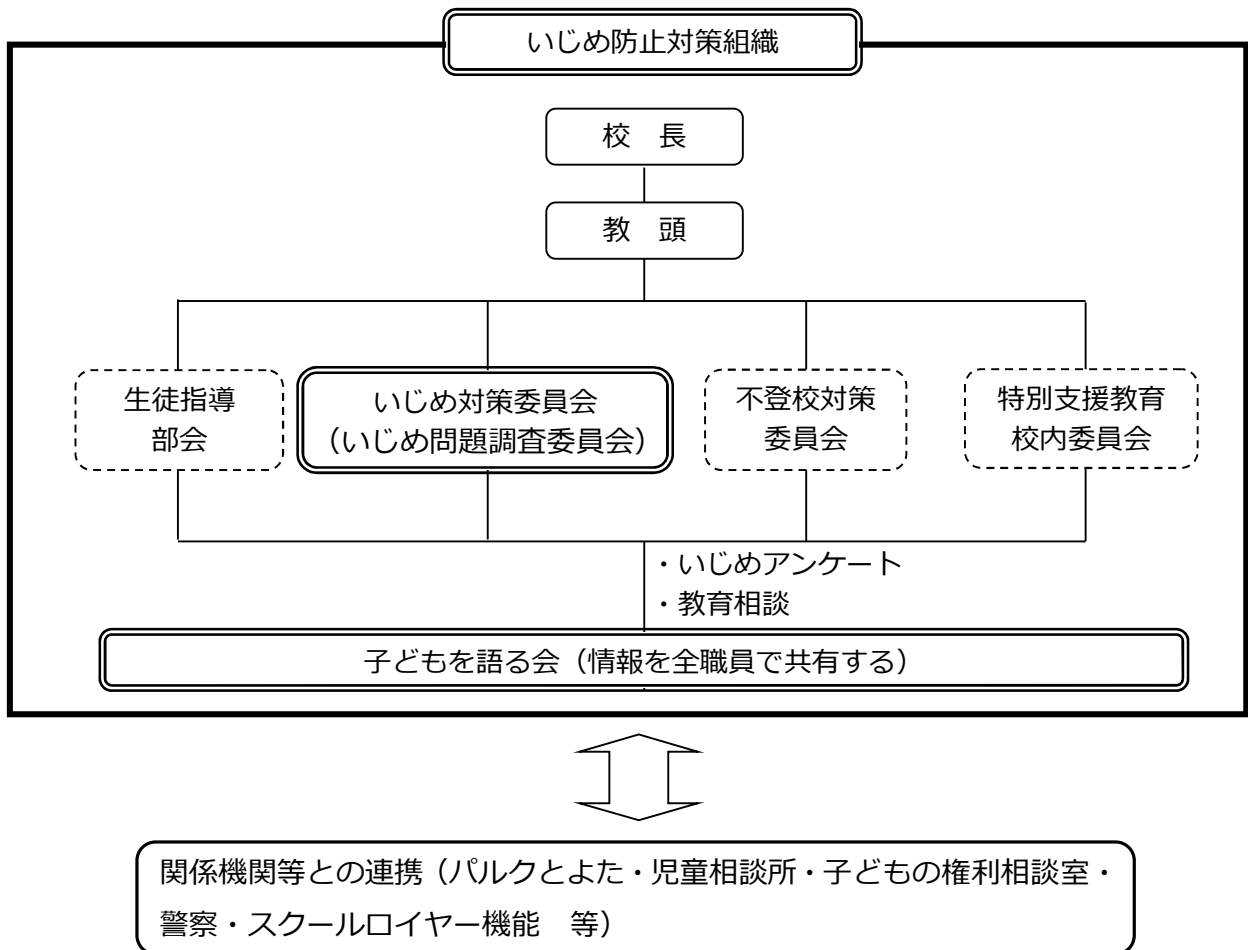 いじめ防止対策組織
校　長
教　頭
生徒指導
部会
いじめ対策委員会
（いじめ問題調査委員会）
不登校対策
委員会
特別支援教育
校内委員会
・いじめアンケート
・教育相談
子どもを語る会（情報を全職員で共有する）
関係機関等との連携（パルクとよた・児童相談所・子どもの権利相談室・
警察・スクールロイヤー機能　等）